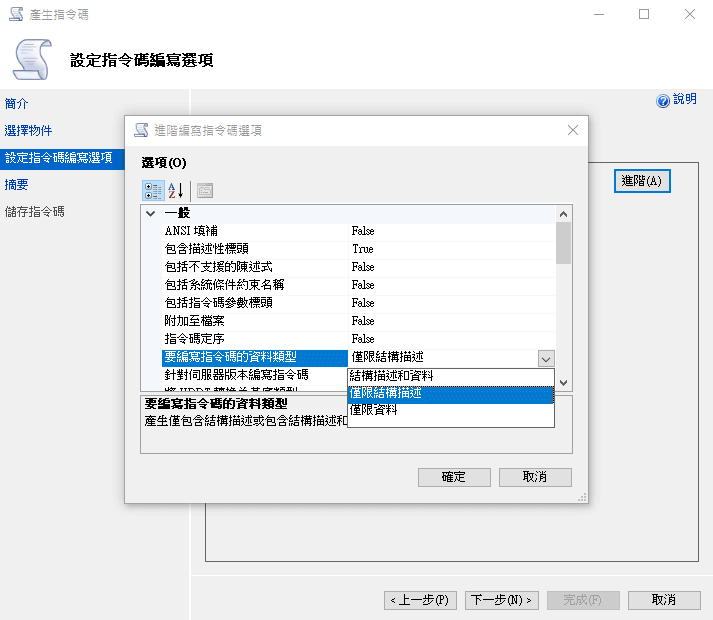 產生指令碼
設定指令碼編寫選項
簡介
選擇物件
設定指令碼編寫選項
摘要
儲存指令碼
說明
進階(A)
進階編寫指令碼選項
選項(O)
一般
ANSI 填補 False
包含描述性標頭 True
包括不支援的陳述式 False
包括系統條件約束名稱 False
包括指令碼參數標頭 False
附加至檔案 False
指令碼定序 False
要編寫指令碼的資料類型 僅限結構描述
針對伺服器版本編寫指令碼
結構描述和資料
僅限結構描述
僅限資料
要編寫指令碼的資料類型
產生僅包含結構描述或包含結構描述和
確定 取消
< 上一步(P) 下一步(N) > 完成(F) 取消